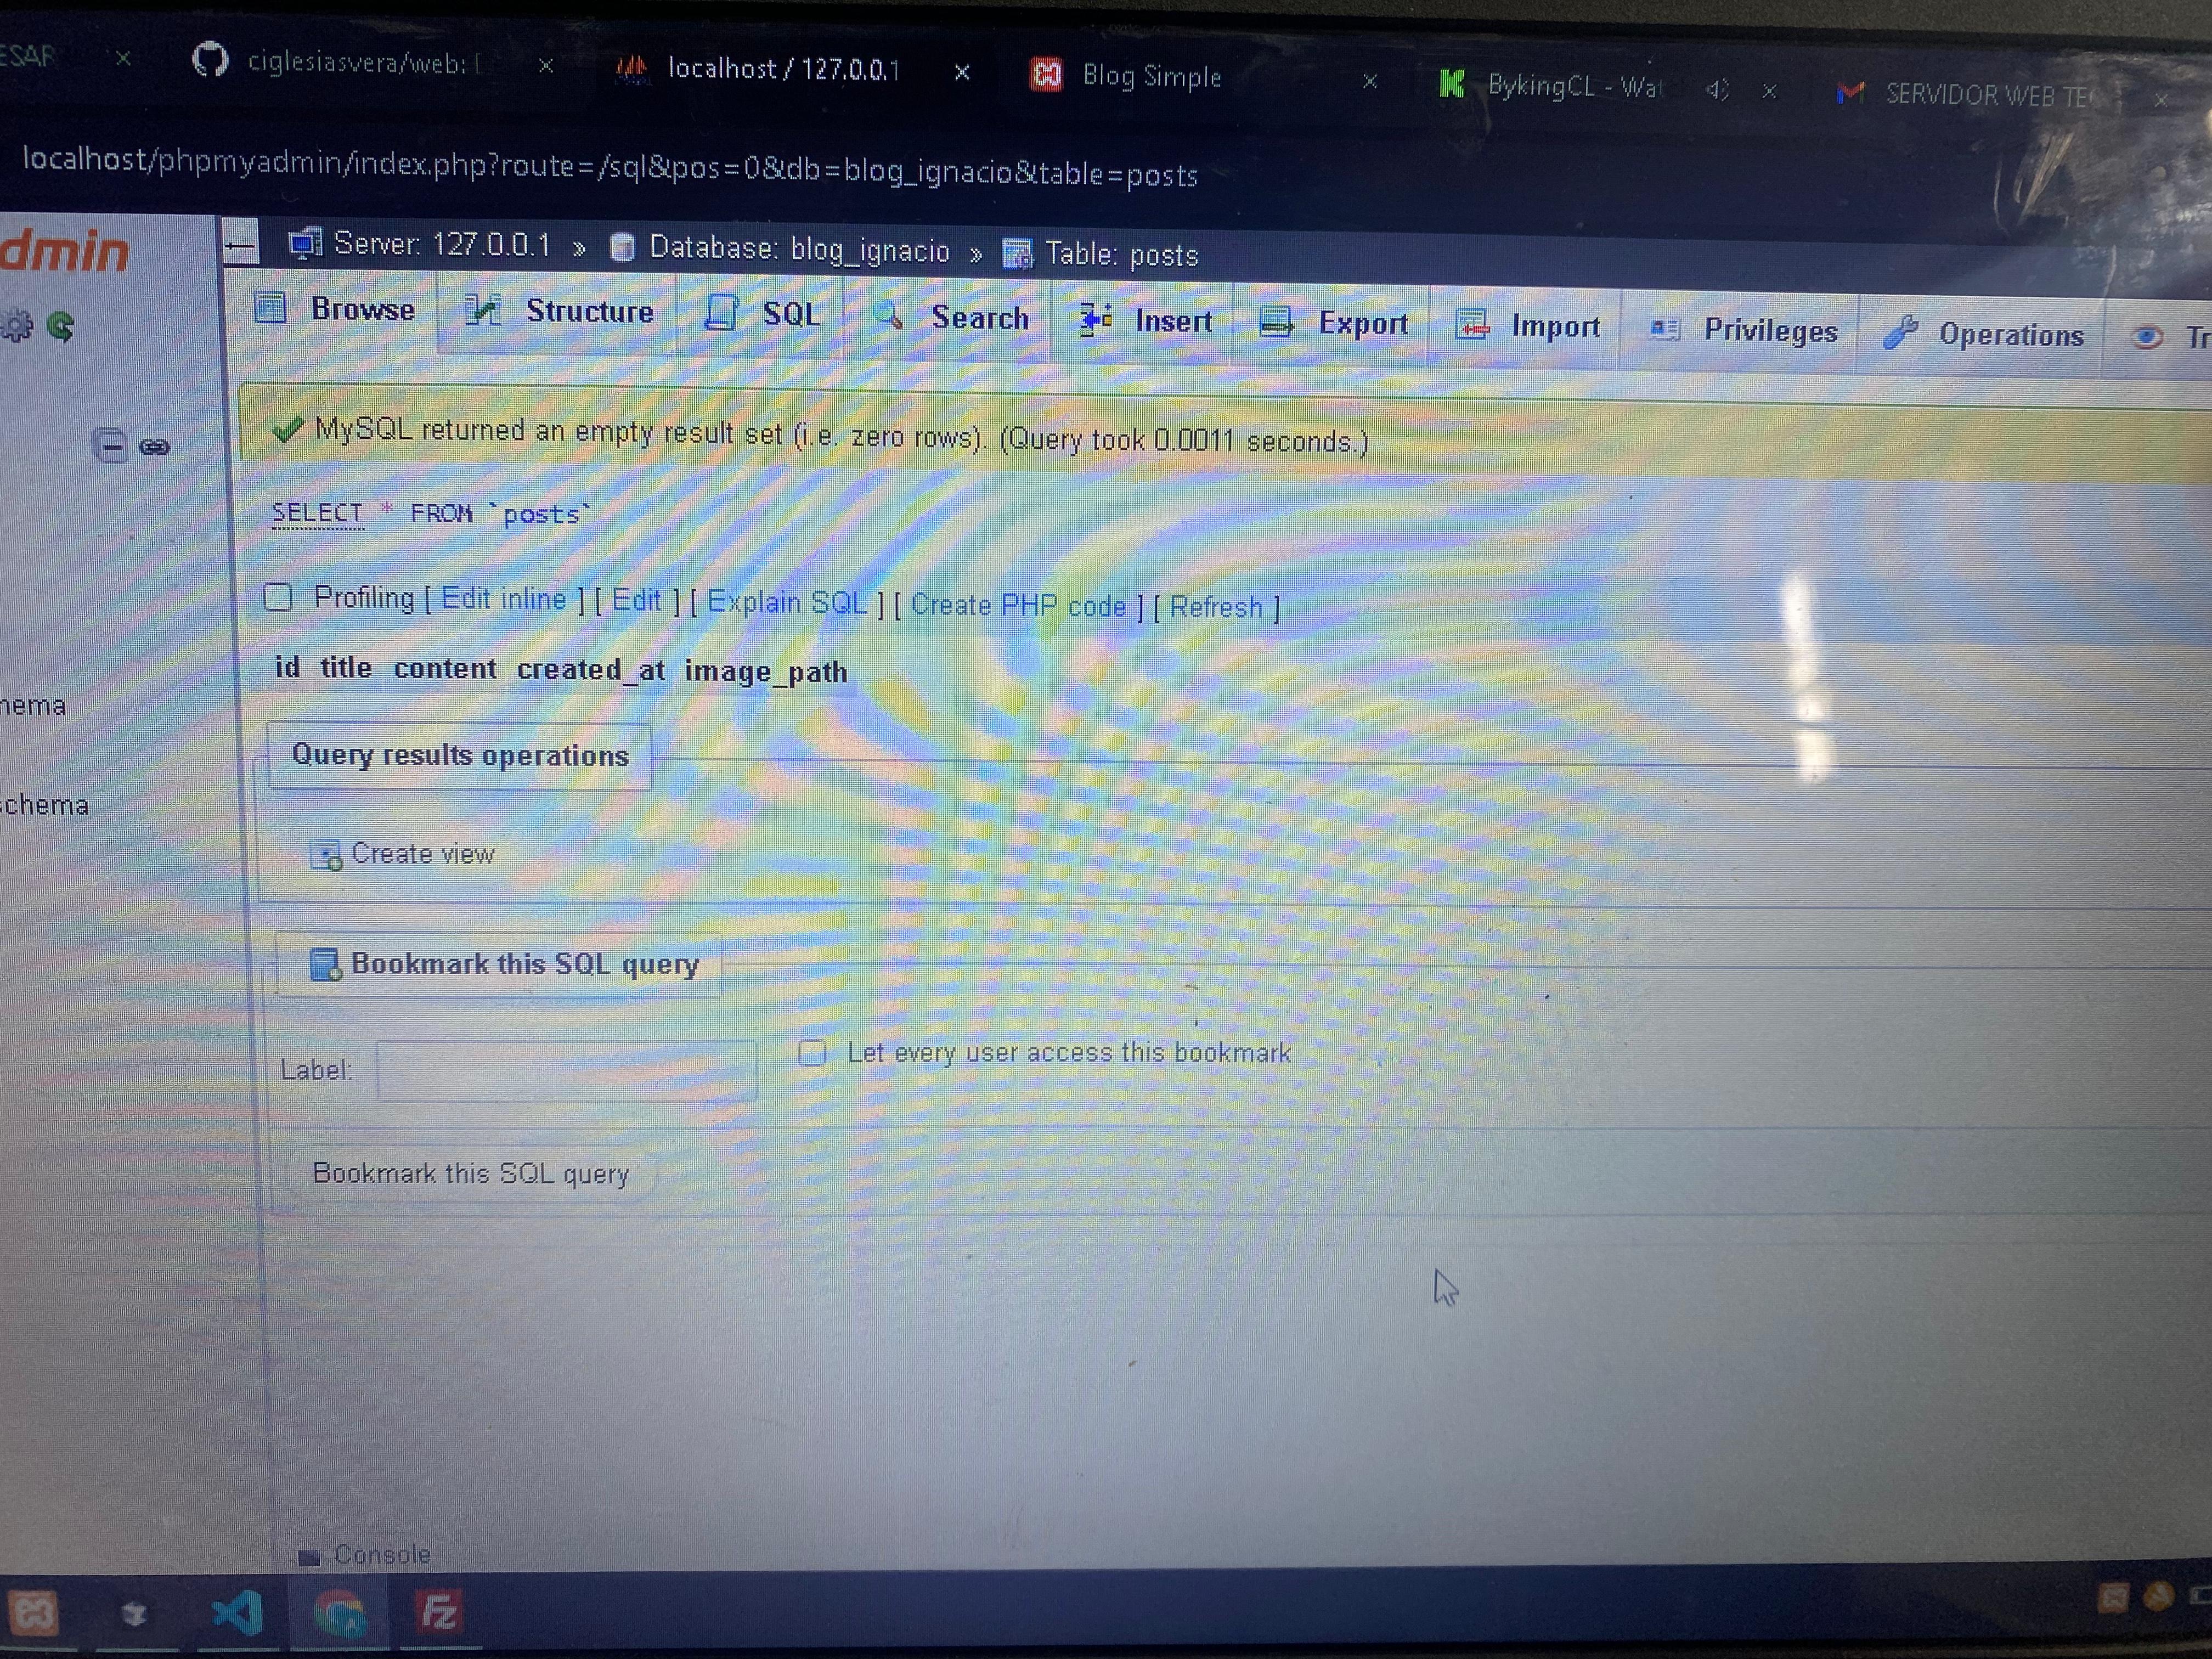 ESAR
ciglesiasvera/web: [
localhost / 127.0.0.1
Blog Simple
BykingCL - Wat
SERVIDOR WEB TEC
localhost/phpmyadmin/index.php?route=/sql&pos=0&db=blog_ignacio&table=posts
dmin
Server: 127.0.0.1 » Database: blog_ignacio » Table: posts
Browse Structure SQL Search Insert Export Import Privileges Operations Tr
MySQL returned an empty result set (i.e. zero rows). (Query took 0.0011 seconds.)
SELECT * FROM `posts`
Profiling [ Edit inline ] [ Edit ] [ Explain SQL ] [ Create PHP code ] [ Refresh ]
id title content created_at image_path
hema
Query results operations
chema
Create view
Bookmark this SQL query
Label:
Let every user access this bookmark
Bookmark this SQL query
Console
Fz